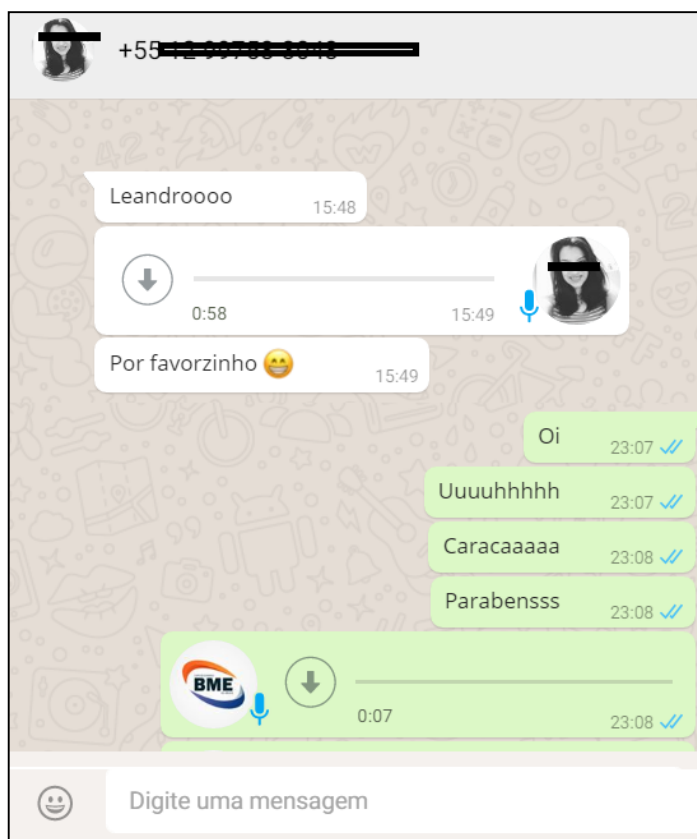 +55
Leandroooo
15:48
0:58
15:49
Por favorzinho 😁
15:49
Oi
23:07
Uuuuhhhhh
23:07
Caracaaaaa
23:08
Parabensss
23:08
BME
0:07
23:08
Digite uma mensagem